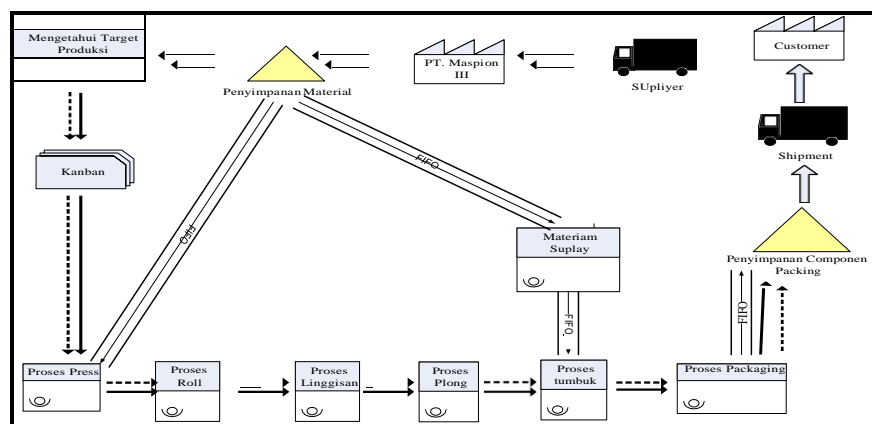 Mengetahui Target
Produksi
Penyimpanan Material
PT. Maspion
III
SUpliyer
Customer
Shipment
Kanban
FIFO
FIFO
Materiam
Suplay
Penyimpanan Componen
Packing
FIFO.
FIFO
Proses Press
Proses
Roll
Proses
Linggisan
Proses
Plong
Proses
tumbuk
Proses Packaging